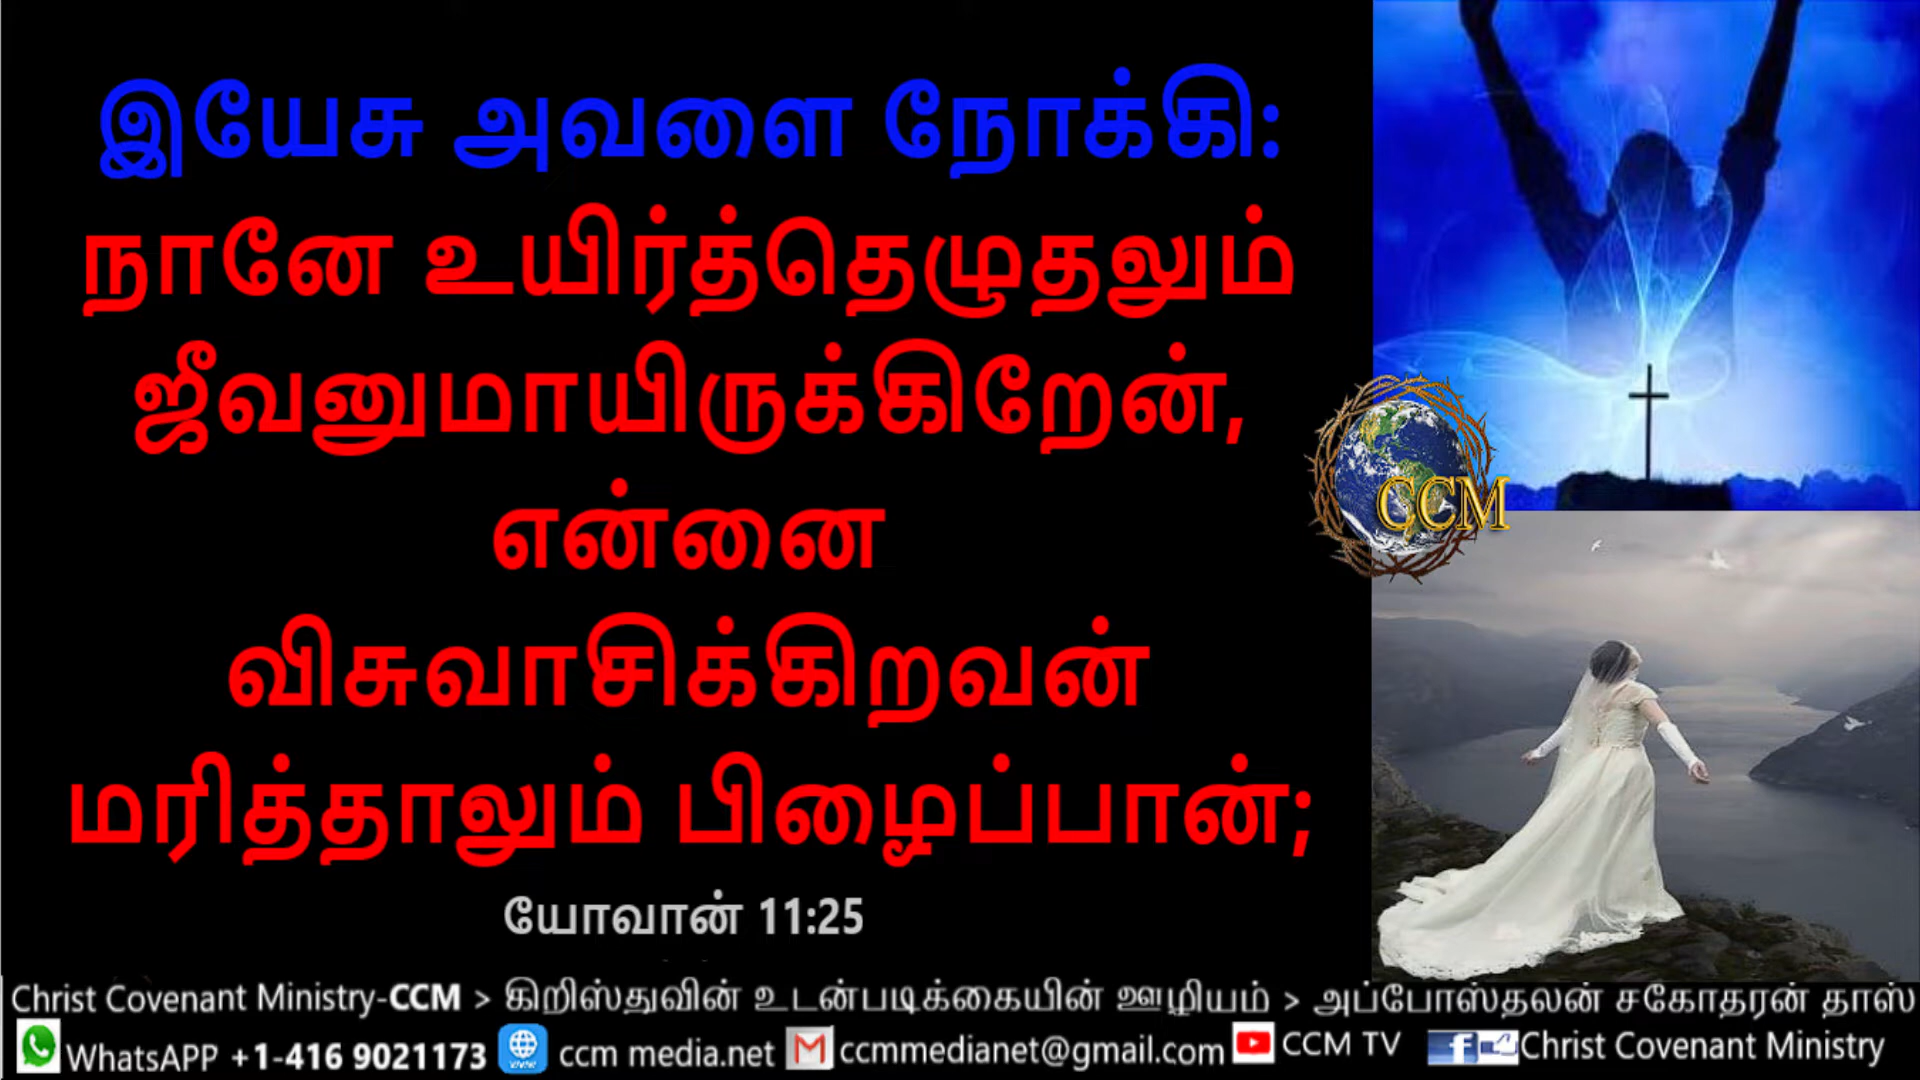 இயேசு அவளை நோக்கி:
நானே உயிர்த்தெழுதலும்
ஜீவனுமாயிருக்கிறேன்,
என்னை
விசுவாசிக்கிறவன்
மரித்தாலும் பிழைப்பான்;
யோவான் 11:25
CCM
Christ Covenant Ministry-CCM > கிறிஸ்துவின் உடன்படிக்கையின் ஊழியம் > அப்போஸ்தலன் சகோதரன் தாஸ்
WhatsAPP +1-416 9021173 www ccm media.net ccmmedianet@gmail.com CCM TV Christ Covenant Ministry